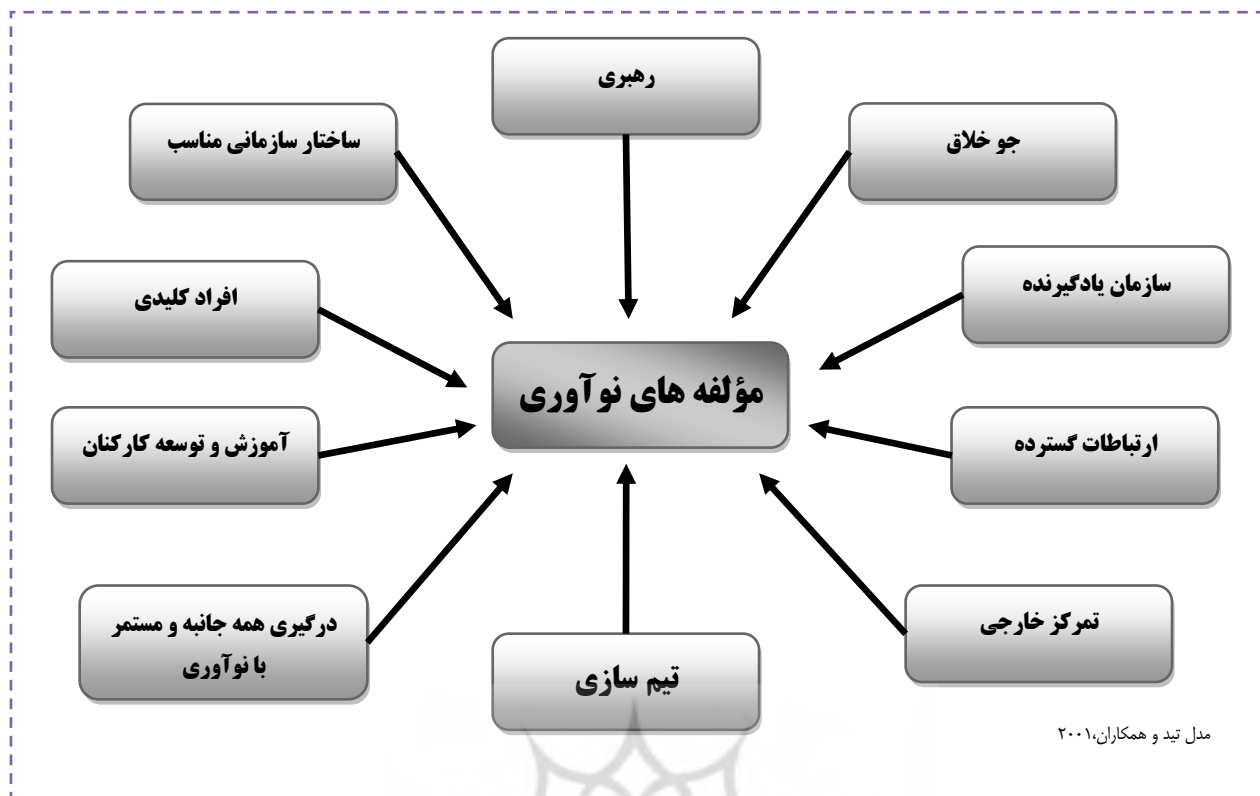 رهبری
جو خلاق
ساختار سازمانی مناسب
سازمان یادگیرنده
افراد کلیدی
مؤلفه های نوآوری
ارتباطات گسترده
آموزش و توسعه کارکنان
تمرکز خارجی
درگیری همه جانبه و مستمر
با نوآوری
تیم سازی
مدل تید و همکاران،۲۰۰۱